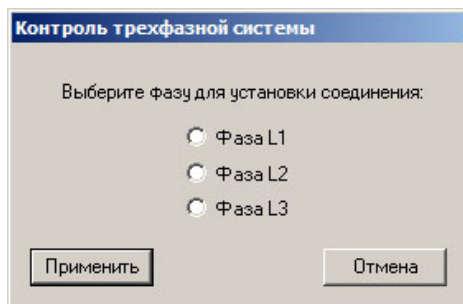 Контроль трехфазной системы
Выберите фазу для установки соединения:
Фаза L1
Фаза L2
Фаза L3
Применить
Отмена